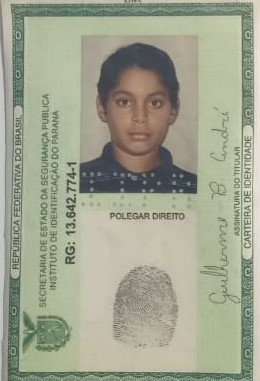 REPÚBLICA FEDERATIVA DO BRASIL
SECRETARIA DE ESTADO DA SEGURANÇA PÚBLICA
INSTITUTO DE IDENTIFICAÇÃO DO PARANÁ
RG: 13.642.774-1
POLEGAR DIREITO
Guilherme B. André
ASSINATURA DO TITULAR
CARTEIRA DE IDENTIDADE